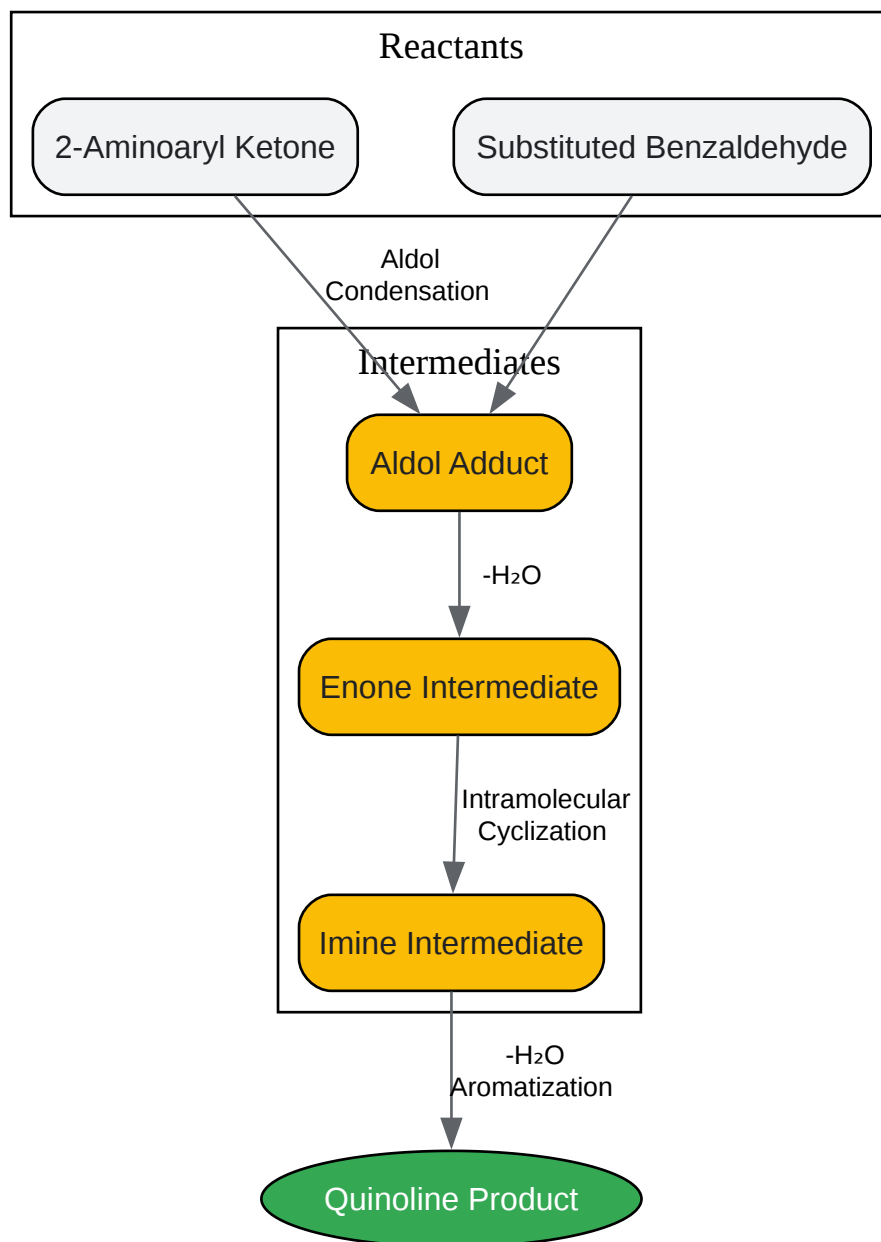 Reactants
2-Aminoaryl Ketone
Substituted Benzaldehyde
Aldol
Condensation
Intermediates
Aldol Adduct
-H₂O
Enone Intermediate
Intramolecular
Cyclization
Imine Intermediate
-H₂O
Aromatization
Quinoline Product